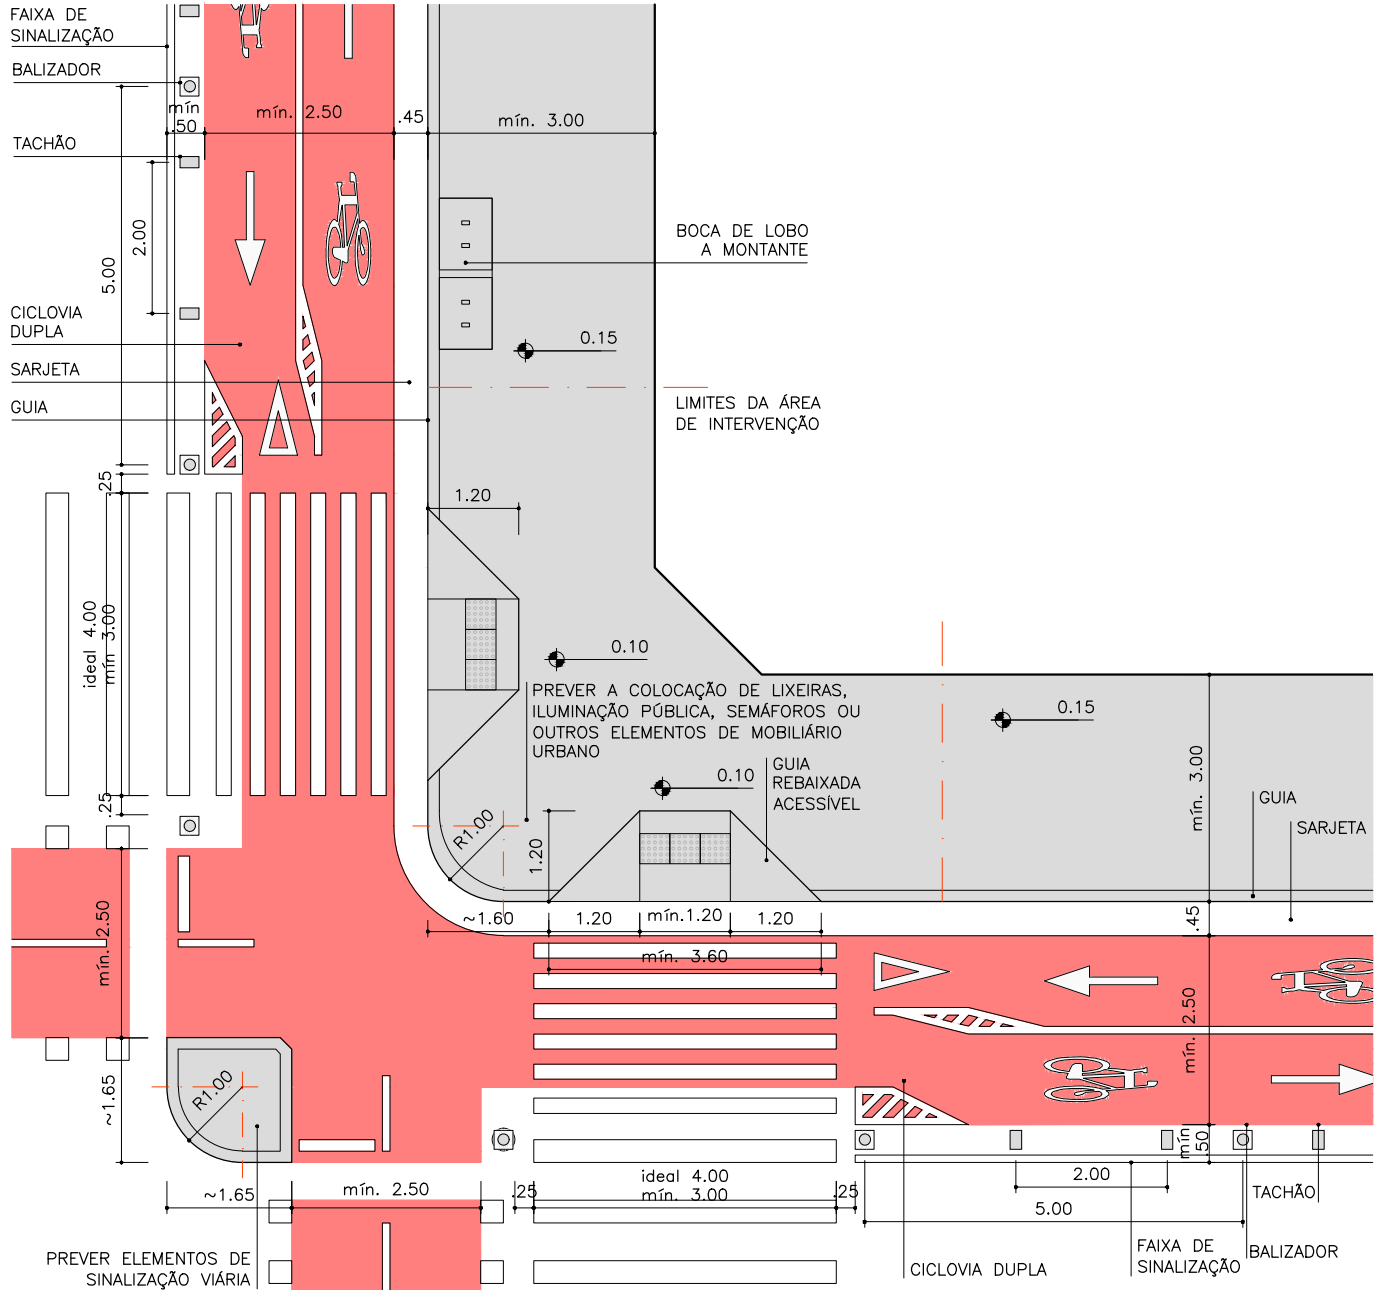 FAIXA DE
SINALIZAÇÃO
BALIZADOR
mín
.50
mín. 2.50
.45
mín. 3.00
TACHÃO
2.00
5.00
BOCA DE LOBO
A MONTANTE
CICLOVIA
DUPLA
0.15
SARJETA
GUIA
LIMITES DA ÁREA
DE INTERVENÇÃO
.25
1.20
ideal 4.00
mín 3.00
0.10
PREVER A COLOCAÇÃO DE LIXEIRAS,
ILUMINAÇÃO PÚBLICA, SEMÁFOROS OU
OUTROS ELEMENTOS DE MOBILIÁRIO
URBANO
0.15
0.10
GUIA
REBAIXADA
ACESSÍVEL
mín. 3.00
GUIA
SARJETA
.25
R1.00
1.20
~1.60
1.20
mín.1.20
1.20
.45
mín. 2.50
mín. 3.60
mín. 2.50
R1.00
~1.65
mín
.50
~1.65
mín. 2.50
.25
ideal 4.00
mín. 3.00
.25
2.00
TACHÃO
5.00
PREVER ELEMENTOS DE
SINALIZAÇÃO VIÁRIA
CICLOVIA DUPLA
FAIXA DE
SINALIZAÇÃO
BALIZADOR